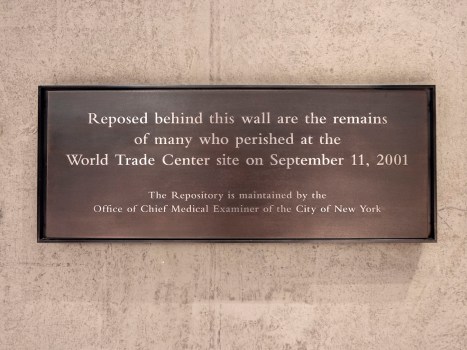 Reposed behind this wall are the remains
of many who perished at the
World Trade Center site on September 11, 2001
The Repository is maintained by the
Office of Chief Medical Examiner of the City of New York